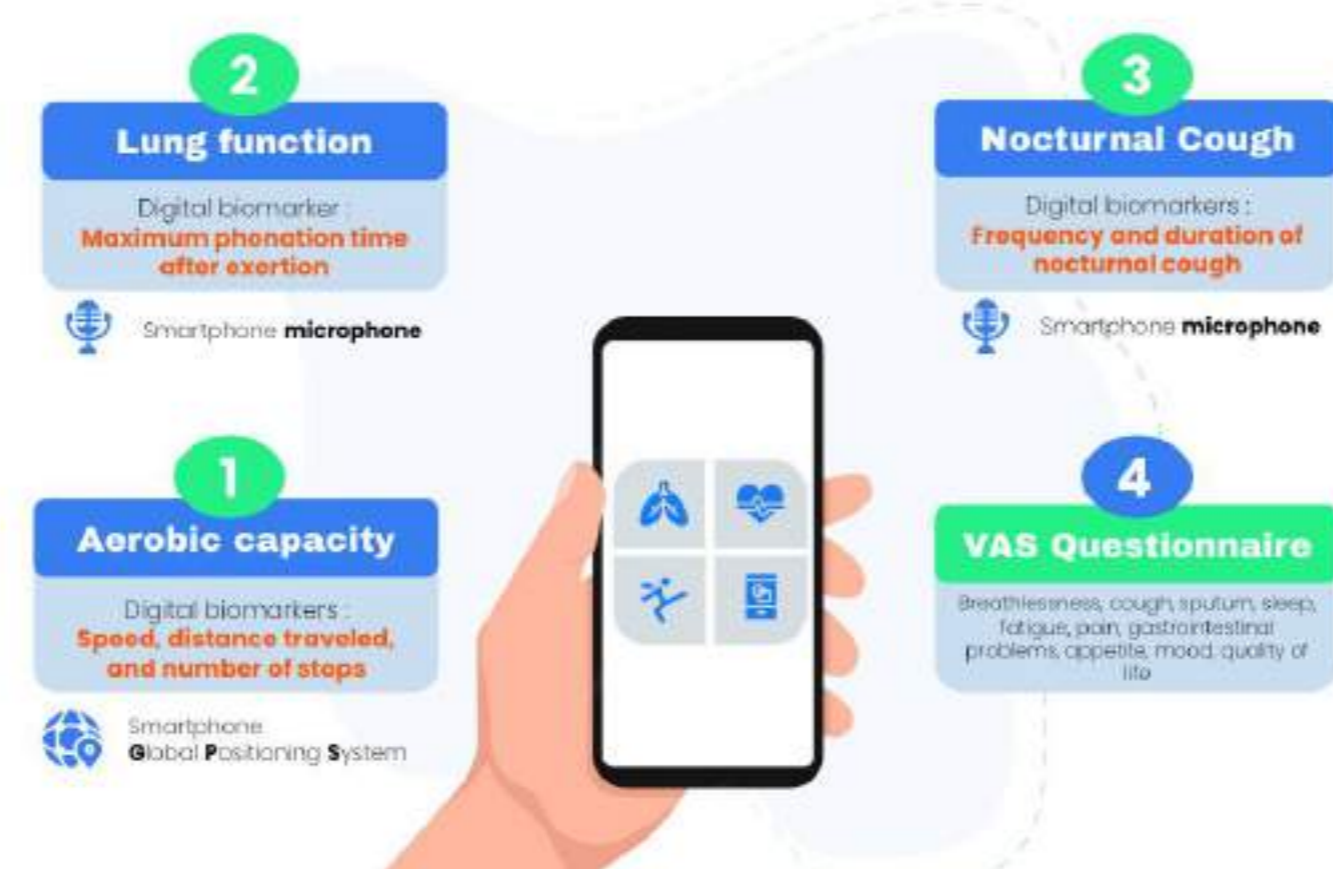 2
Lung function
Digital biomarker :
Maximum phonation time
after exertion
Smartphone microphone
1
Aerobic capacity
Digital biomarkers :
Speed, distance traveled,
and number of steps
Smartphone
Global Positioning System
3
Nocturnal Cough
Digital biomarkers :
Frequency and duration of
nocturnal cough
Smartphone microphone
4
VAS Questionnaire
Breathlessness, cough, sputum, sleep,
fatigue, pain, gastrointestinal
problems, appetite, mood, quality of
life